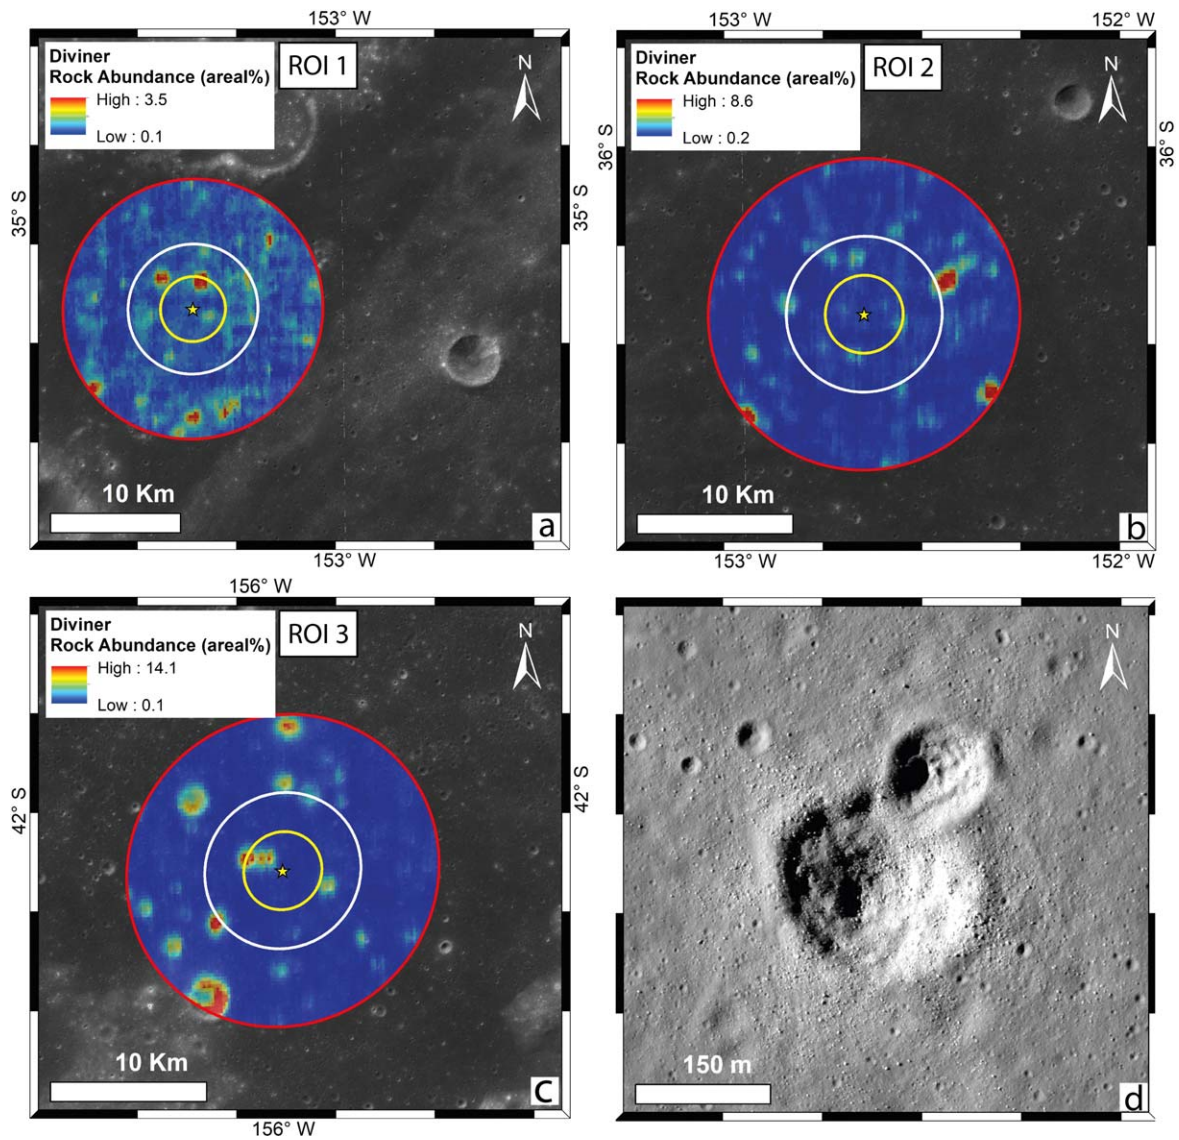 153° W
Diviner
Rock Abundance (areal%)
High : 3.5
Low : 0.1
ROI 1
N
35° S
35° S
10 Km
a
153° W
153° W
152° W
Diviner
Rock Abundance (areal%)
High : 8.6
Low : 0.2
ROI 2
N
36° S
36° S
10 Km
b
153° W
152° W
156° W
Diviner
Rock Abundance (areal%)
High : 14.1
Low : 0.1
ROI 3
N
42° S
42° S
10 Km
c
156° W
N
150 m
d